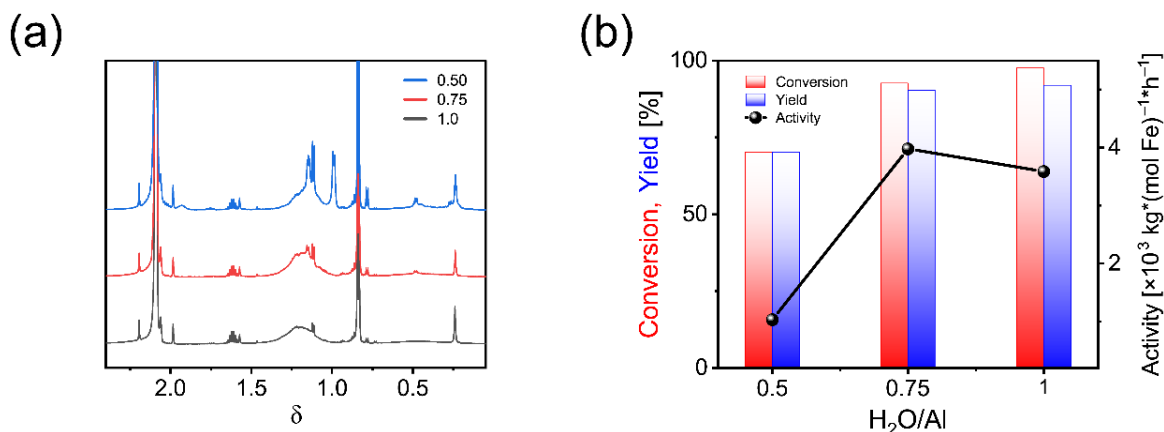 (a)
0.50
0.75
1.0
2.0 1.5 1.0 0.5
δ
(b)
Conversion, Yield [%]
100
50
0
Conversion
Yield
Activity
0.5 0.75 1
H₂O/Al
4
2
Activity [×10³ kg*(mol Fe)⁻¹*h⁻¹]